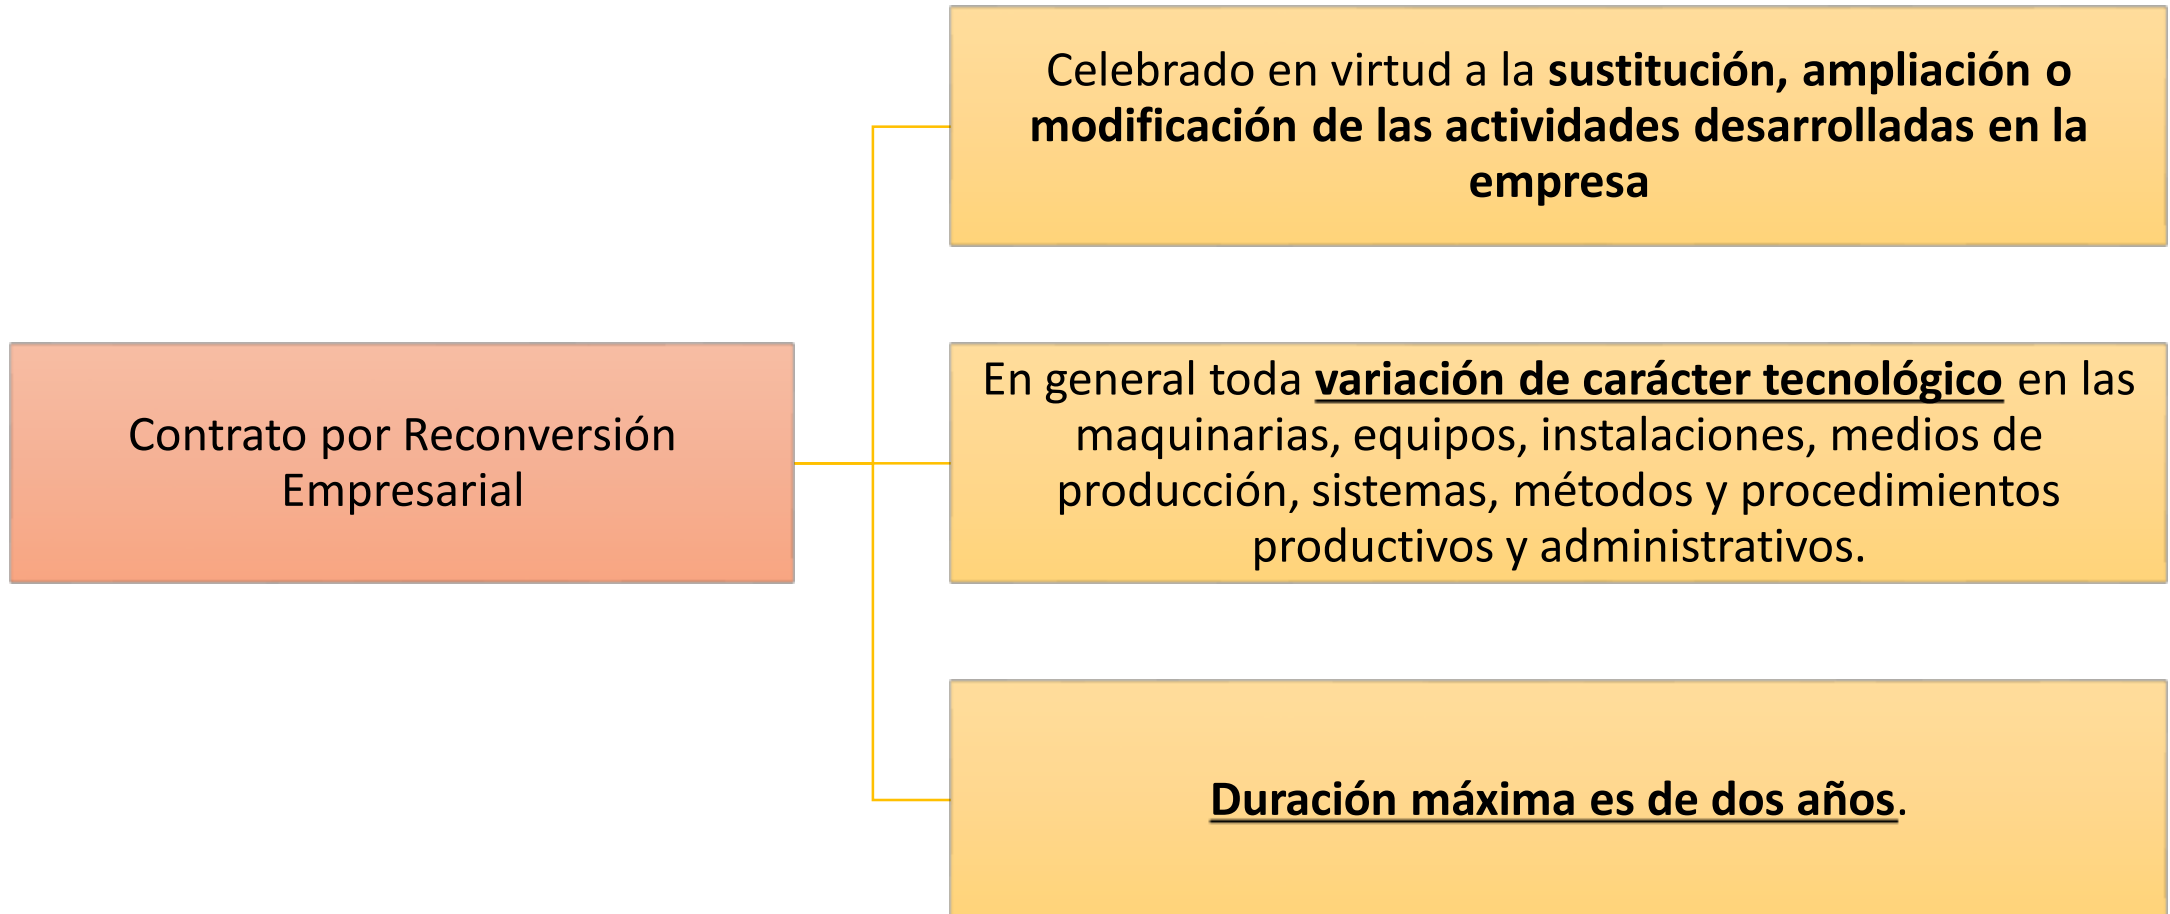 Celebrado en virtud a la sustitución, ampliación o
modificación de las actividades desarrolladas en la
empresa
Contrato por Reconversión
Empresarial
En general toda variación de carácter tecnológico en las
maquinarias, equipos, instalaciones, medios de
producción, sistemas, métodos y procedimientos
productivos y administrativos.
Duración máxima es de dos años.